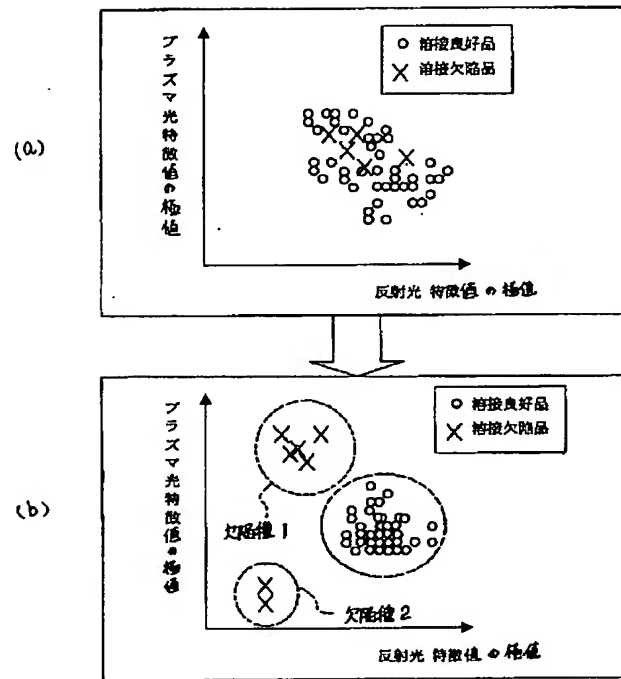 (a)
プラズマ光特徴値の極値
○ 溶接良好品
× 溶接欠陥品
反射光 特徴値の極値
(b)
プラズマ光特徴値の極値
○ 溶接良好品
× 溶接欠陥品
欠陥種1
欠陥種2
反射光 特徴値の極値